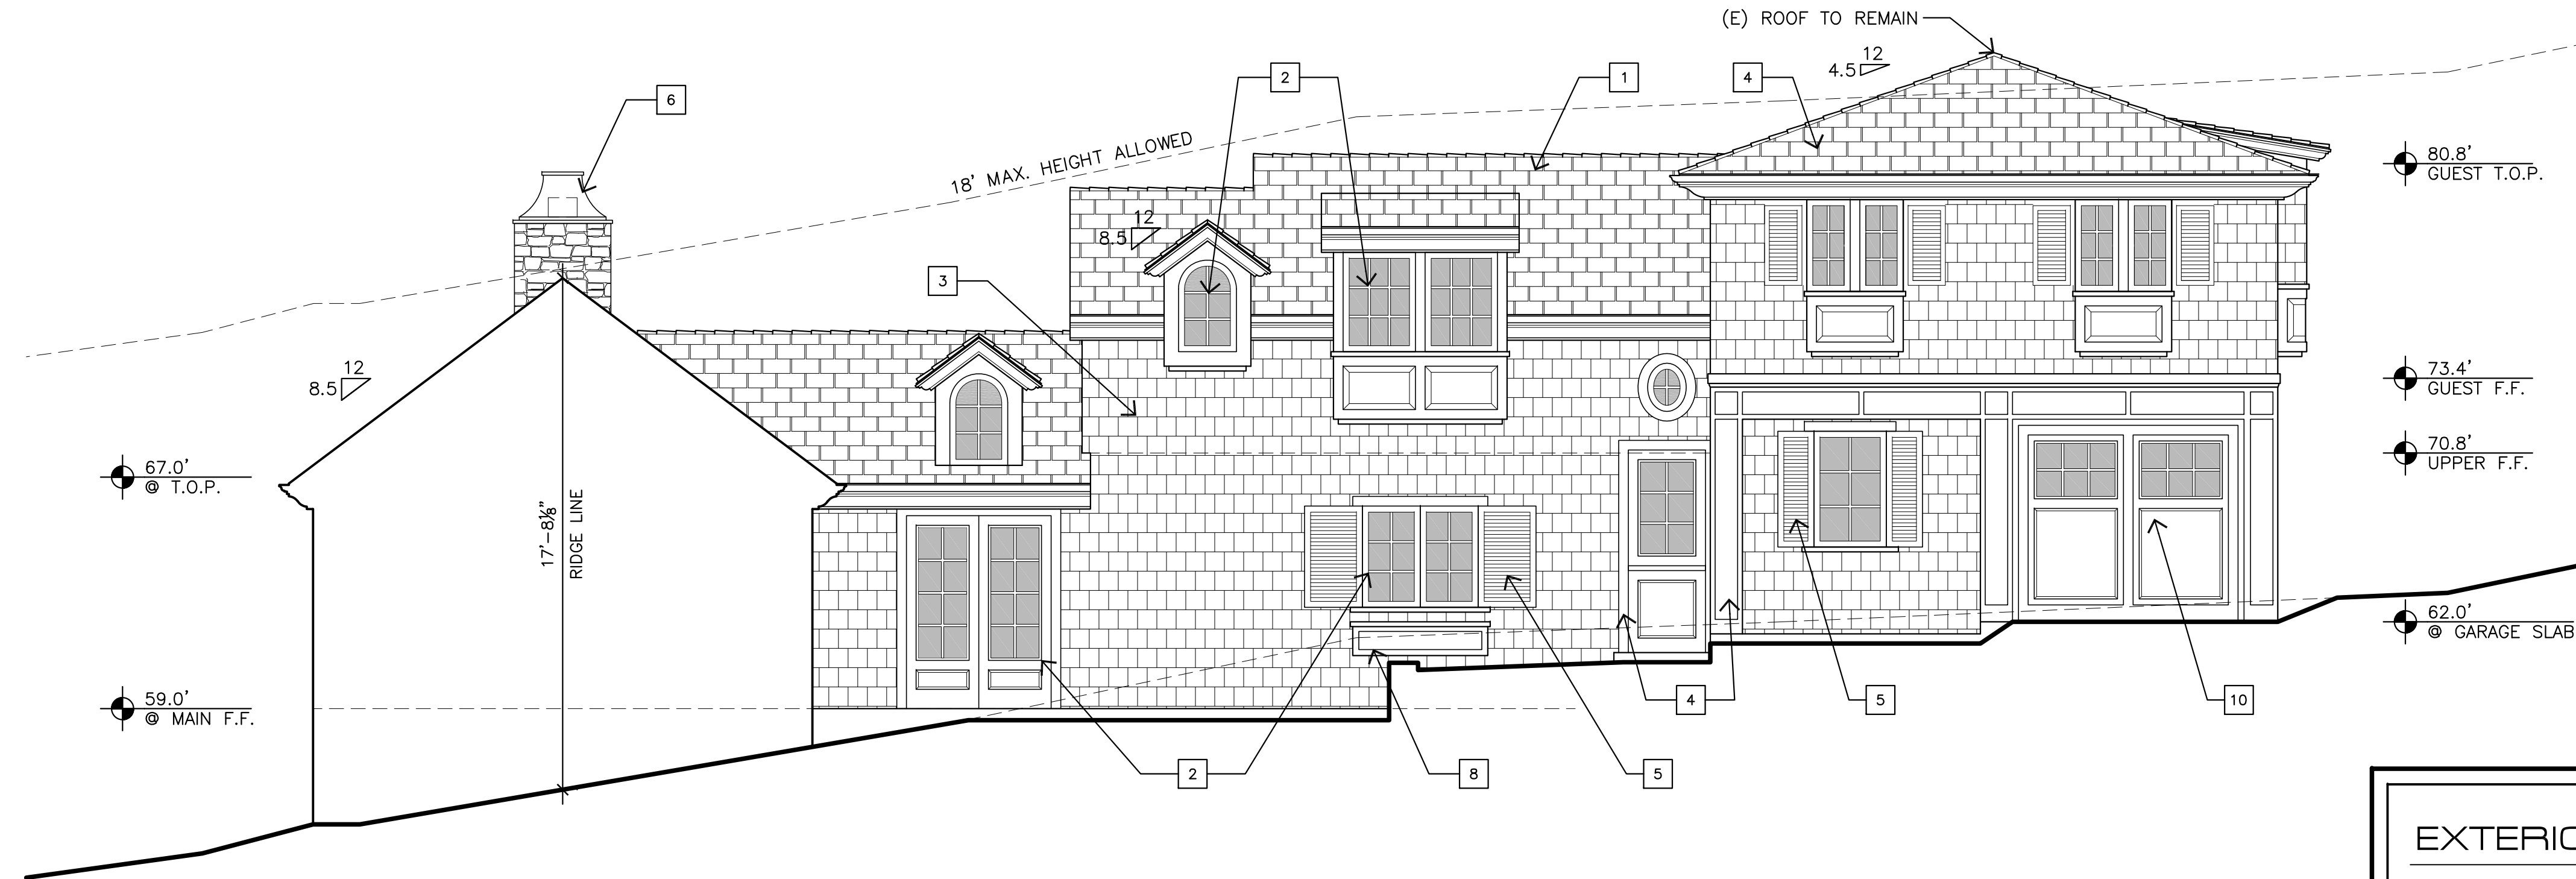 (E) ROOF TO REMAIN
12
4.5
2
1
4
6
18' MAX. HEIGHT ALLOWED
80.8'
GUEST T.O.P.
12
8.5
3
12
8.5
73.4'
GUEST F.F.
70.8'
UPPER F.F.
67.0'
@ T.O.P.
17'-8⅛"
RIDGE LINE
62.0'
@ GARAGE SLAB
59.0'
@ MAIN F.F.
4
5
10
2
8
5